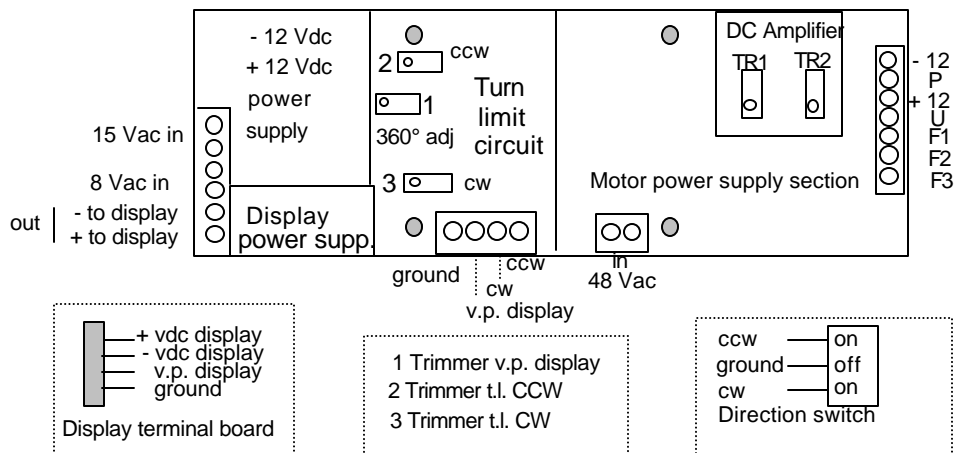 - 12 Vdc
+ 12 Vdc
power
supply
15 Vac in
8 Vac in
out
- to display
+ to display
Display
power supp.
2
ccw
1
360° adj
3
cw
Turn
limit
circuit
DC Amplifier
TR1 TR2
- 12
P
+ 12
U
F1
F2
F3
Motor power supply section
ground
ccw
cw
v.p. display
in
48 Vac
+ vdc display
- vdc display
v.p. display
ground
Display terminal board
1 Trimmer v.p. display
2 Trimmer t.l. CCW
3 Trimmer t.l. CW
ccw on
ground off
cw on
Direction switch